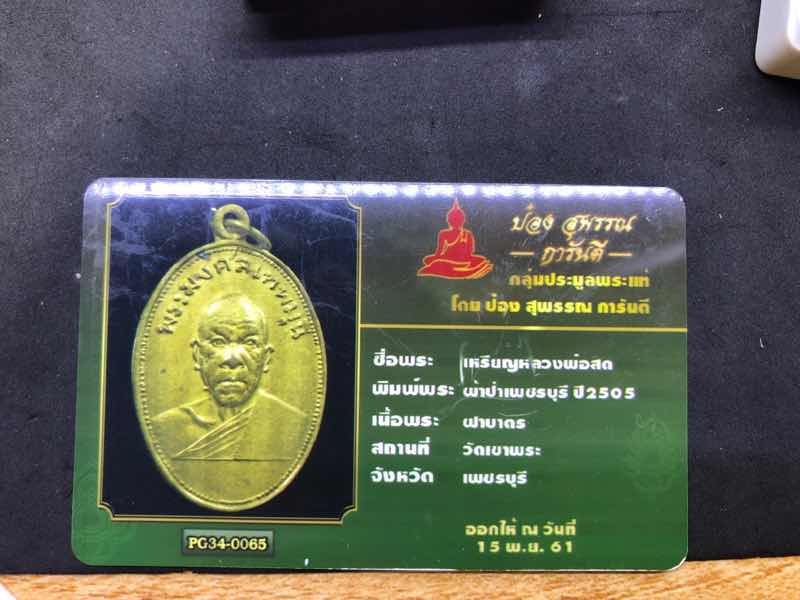 พระมงคลเทพมุนี
PG34-0065
ป๋อง สุพรรณ
— การันตี —
กลุ่มประมูลพระแท้
โดย ป๋อง สุพรรณ การันตี
ชื่อพระ เหรียญหลวงพ่อสด
พิมพ์พระ ผ้าป่าเพชรบุรี ปี2505
เนื้อพระ ฝาบาตร
สถานที่ วัดเขาพระ
จังหวัด เพชรบุรี
ออกให้ ณ วันที่
15 พ.ย. 61